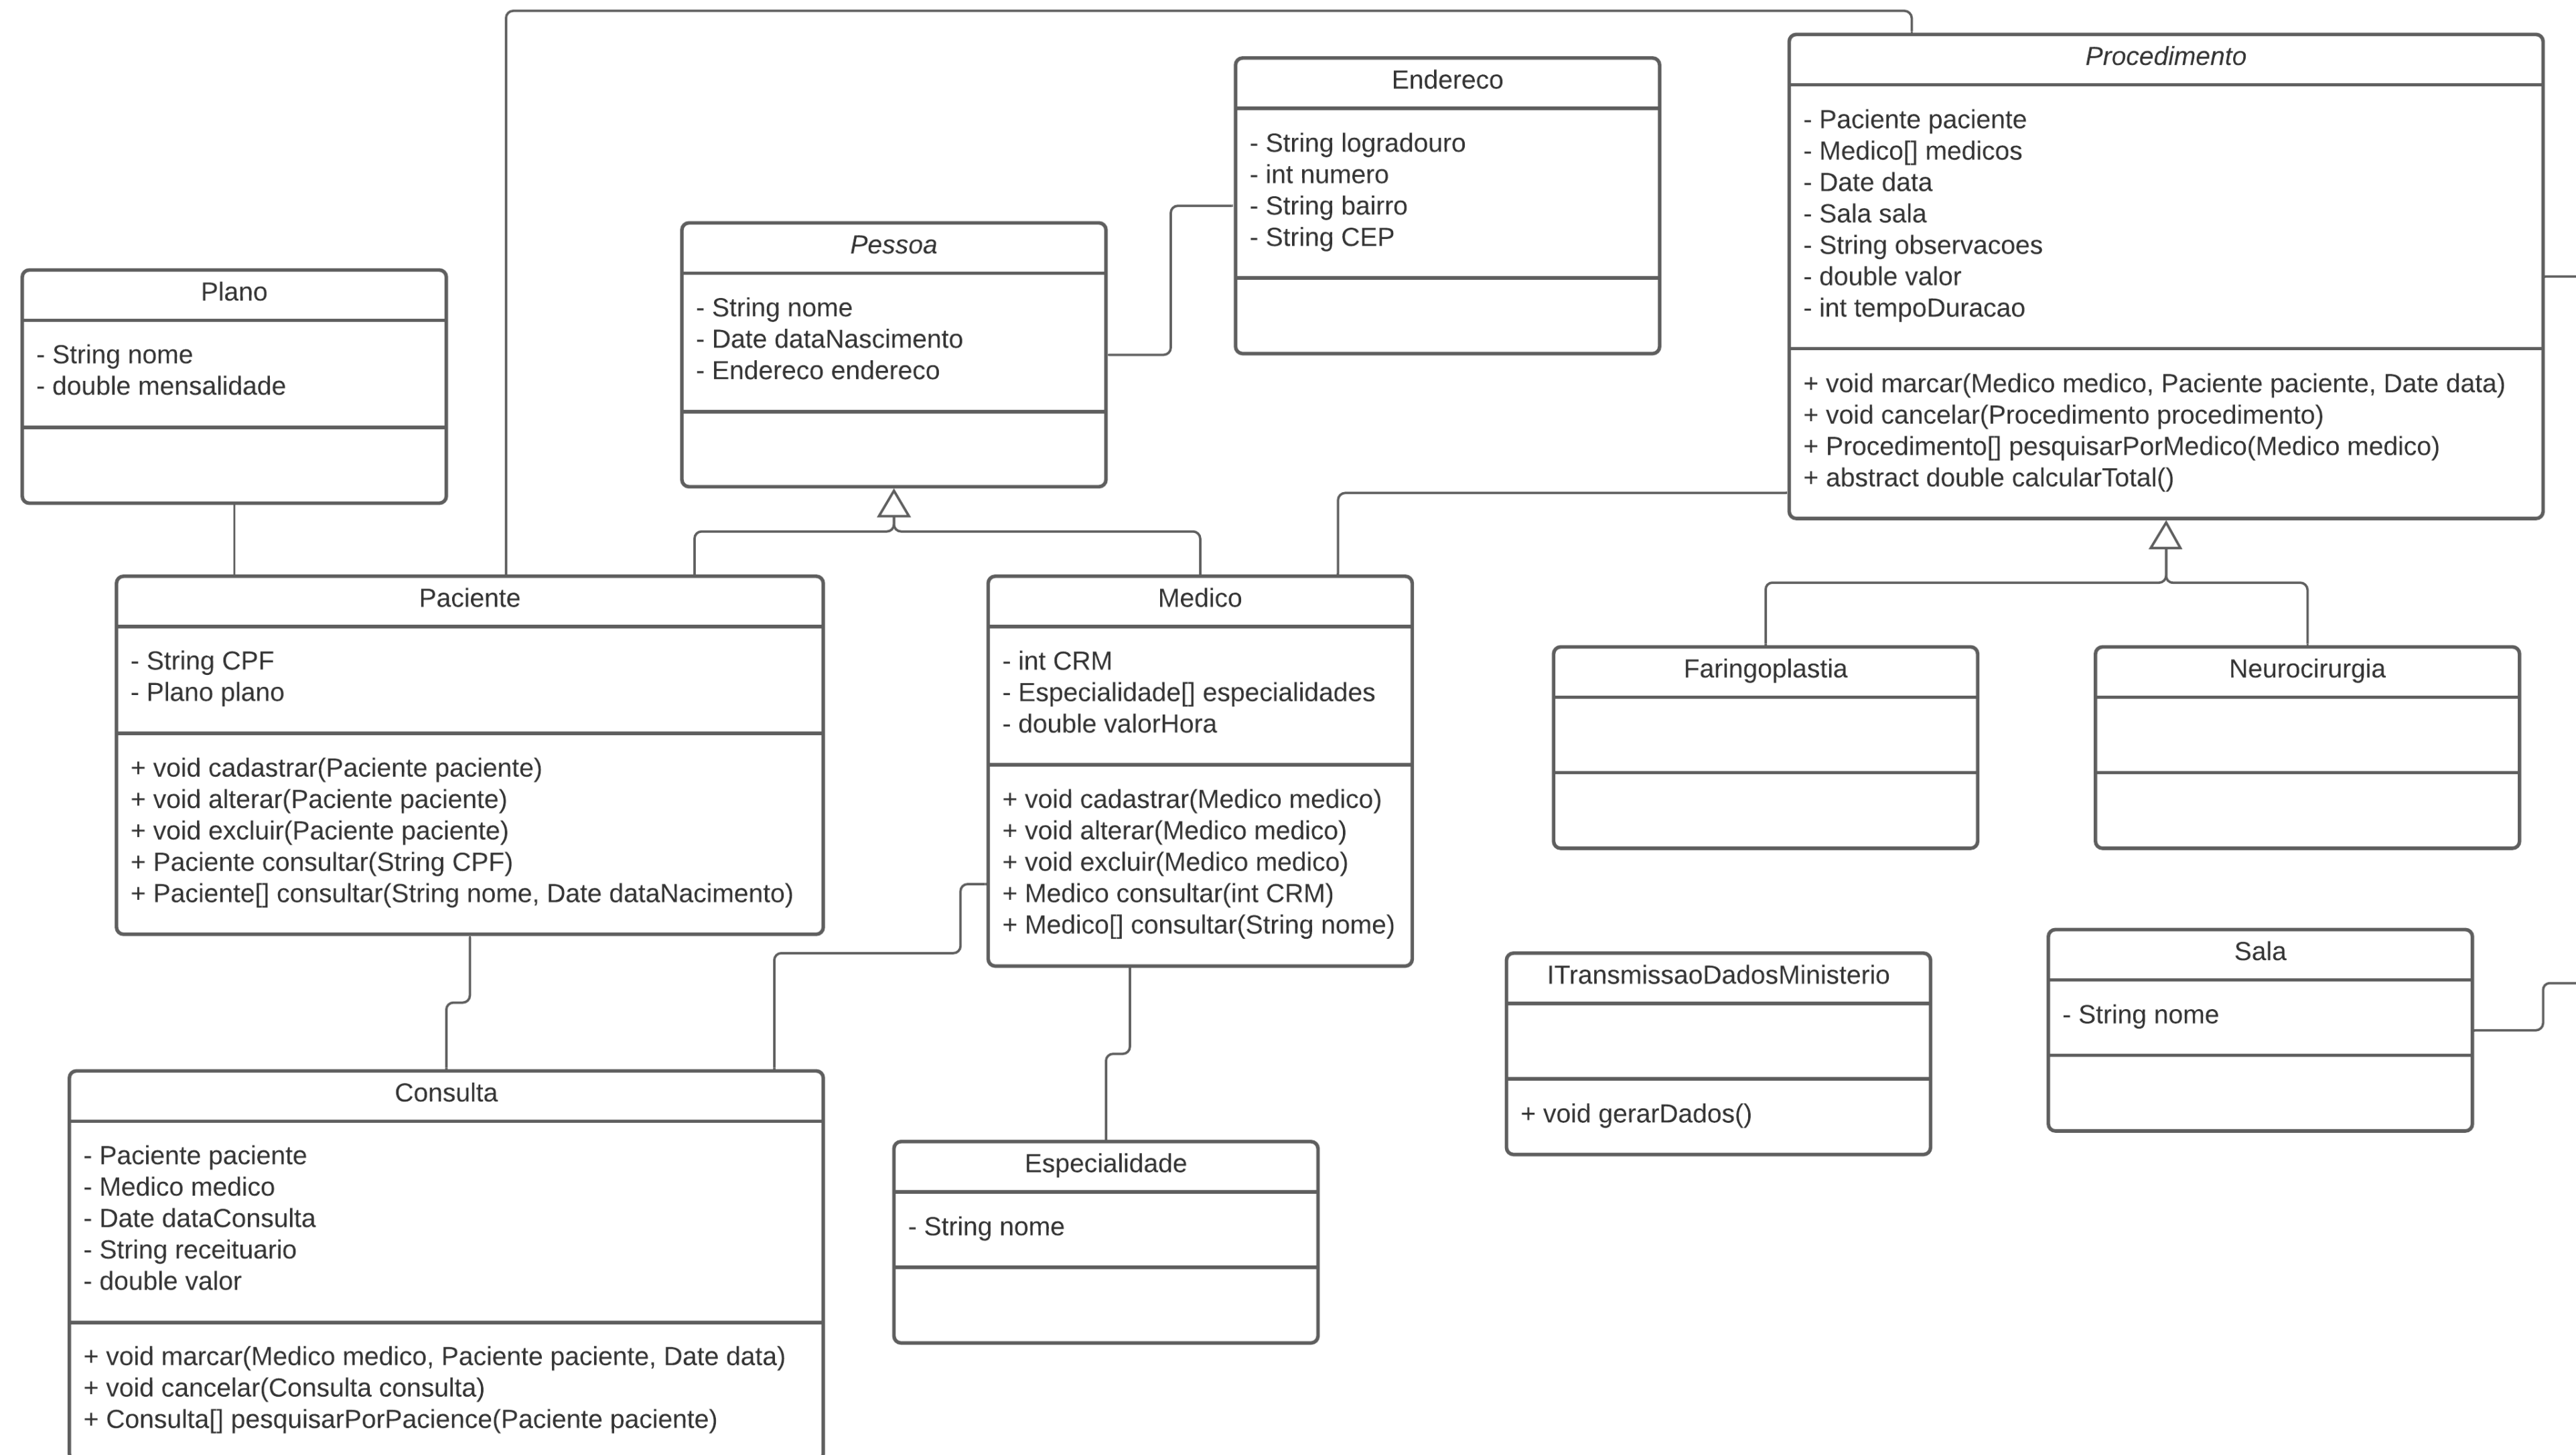 Plano
- String nome
- double mensalidade
Pessoa
- String nome
- Date dataNascimento
- Endereco endereco
Endereco
- String logradouro
- int numero
- String bairro
- String CEP
Procedimento
- Paciente paciente
- Medico[] medicos
- Date data
- Sala sala
- String observacoes
- double valor
- int tempoDuracao
+ void marcar(Medico medico, Paciente paciente, Date data)
+ void cancelar(Procedimento procedimento)
+ Procedimento[] pesquisarPorMedico(Medico medico)
+ abstract double calcularTotal()
Paciente
- String CPF
- Plano plano
+ void cadastrar(Paciente paciente)
+ void alterar(Paciente paciente)
+ void excluir(Paciente paciente)
+ Paciente consultar(String CPF)
+ Paciente[] consultar(String nome, Date dataNacimento)
Medico
- int CRM
- Especialidade[] especialidades
- double valorHora
+ void cadastrar(Medico medico)
+ void alterar(Medico medico)
+ void excluir(Medico medico)
+ Medico consultar(int CRM)
+ Medico[] consultar(String nome)
Faringoplastia
Neurocirurgia
ITransmissaoDadosMinisterio
+ void gerarDados()
Sala
- String nome
Consulta
- Paciente paciente
- Medico medico
- Date dataConsulta
- String receituario
- double valor
+ void marcar(Medico medico, Paciente paciente, Date data)
+ void cancelar(Consulta consulta)
+ Consulta[] pesquisarPorPacience(Paciente paciente)
Especialidade
- String nome